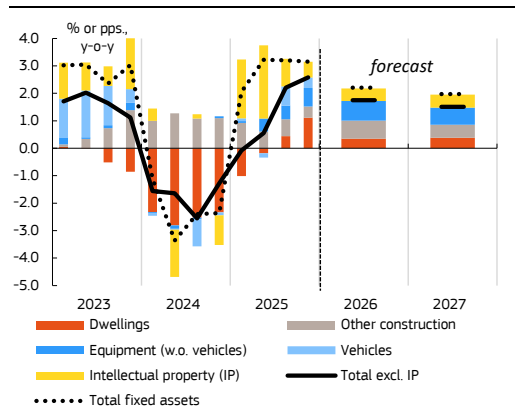 % or pps.,
y-o-y
forecast
4.0
3.0
2.0
1.0
0.0
-1.0
-2.0
-3.0
-4.0
-5.0
2023 2024 2025 2026 2027
Dwellings Other construction
Equipment (w.o. vehicles) Vehicles
Intellectual property (IP) Total excl. IP
Total fixed assets